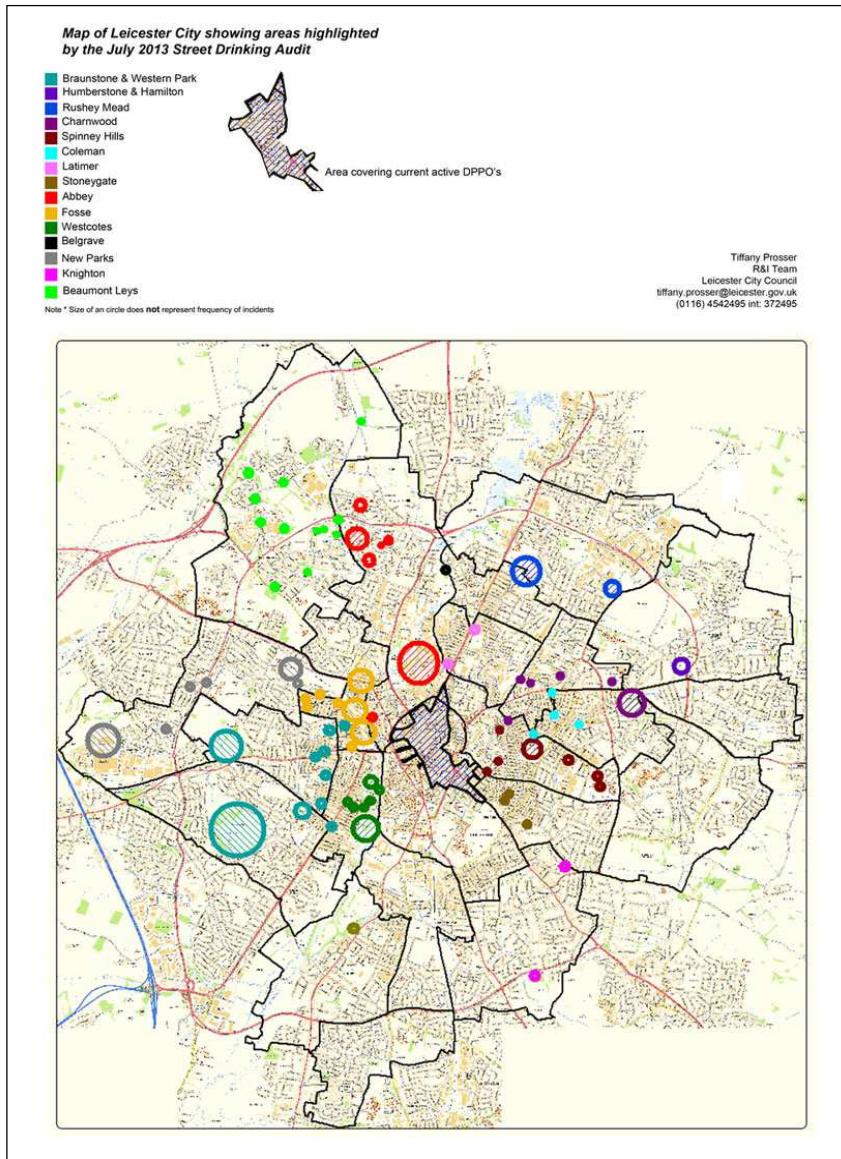 Map of Leicester City showing areas highlighted
by the July 2013 Street Drinking Audit
Braunstone & Western Park
Humberstone & Hamilton
Rushey Mead
Charnwood
Spinney Hills
Coleman
Latimer
Stoneygate
Abbey
Fosse
Westcotes
Belgrave
New Parks
Knighton
Beaumont Leys
Note * Size of an circle does not represent frequency of incidents
Area covering current active DPPO's
Tiffany Prosser
R&I Team
Leicester City Council
tiffany.prosser@leicester.gov.uk
(0116) 4542495 int: 372495